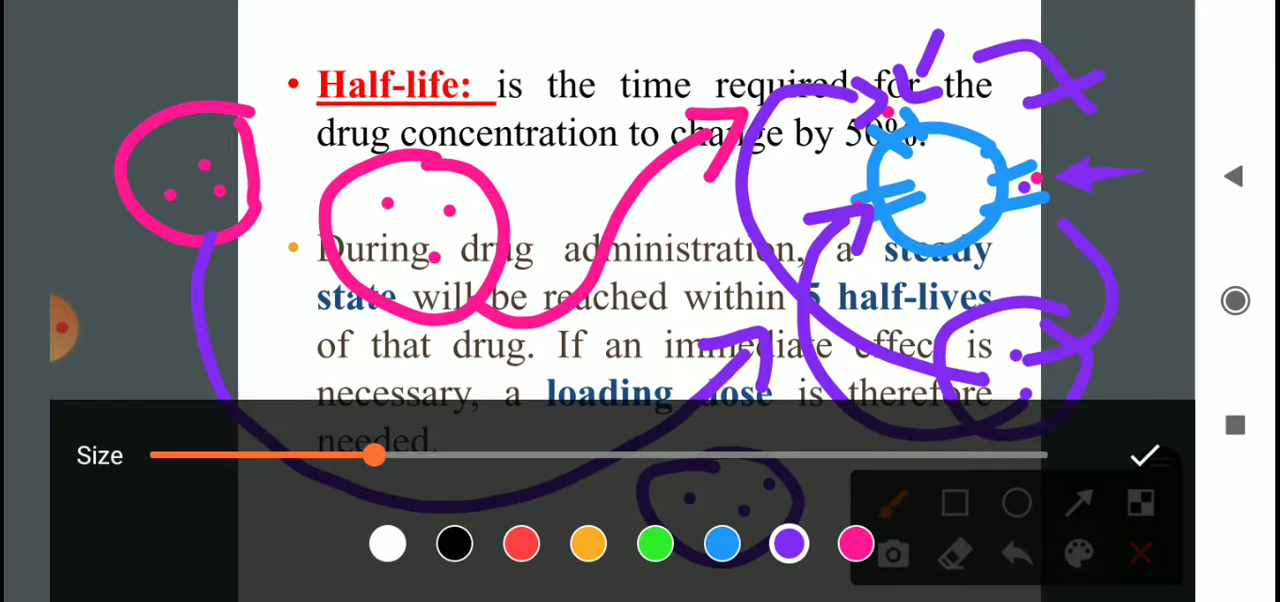 • Half-life: is the time required for the
drug concentration to change by 50%.
• During drug administration, a steady
state will be reached within 5 half-lives
of that drug. If an immediate effect is
necessary, a loading dose is therefore
needed.
Size